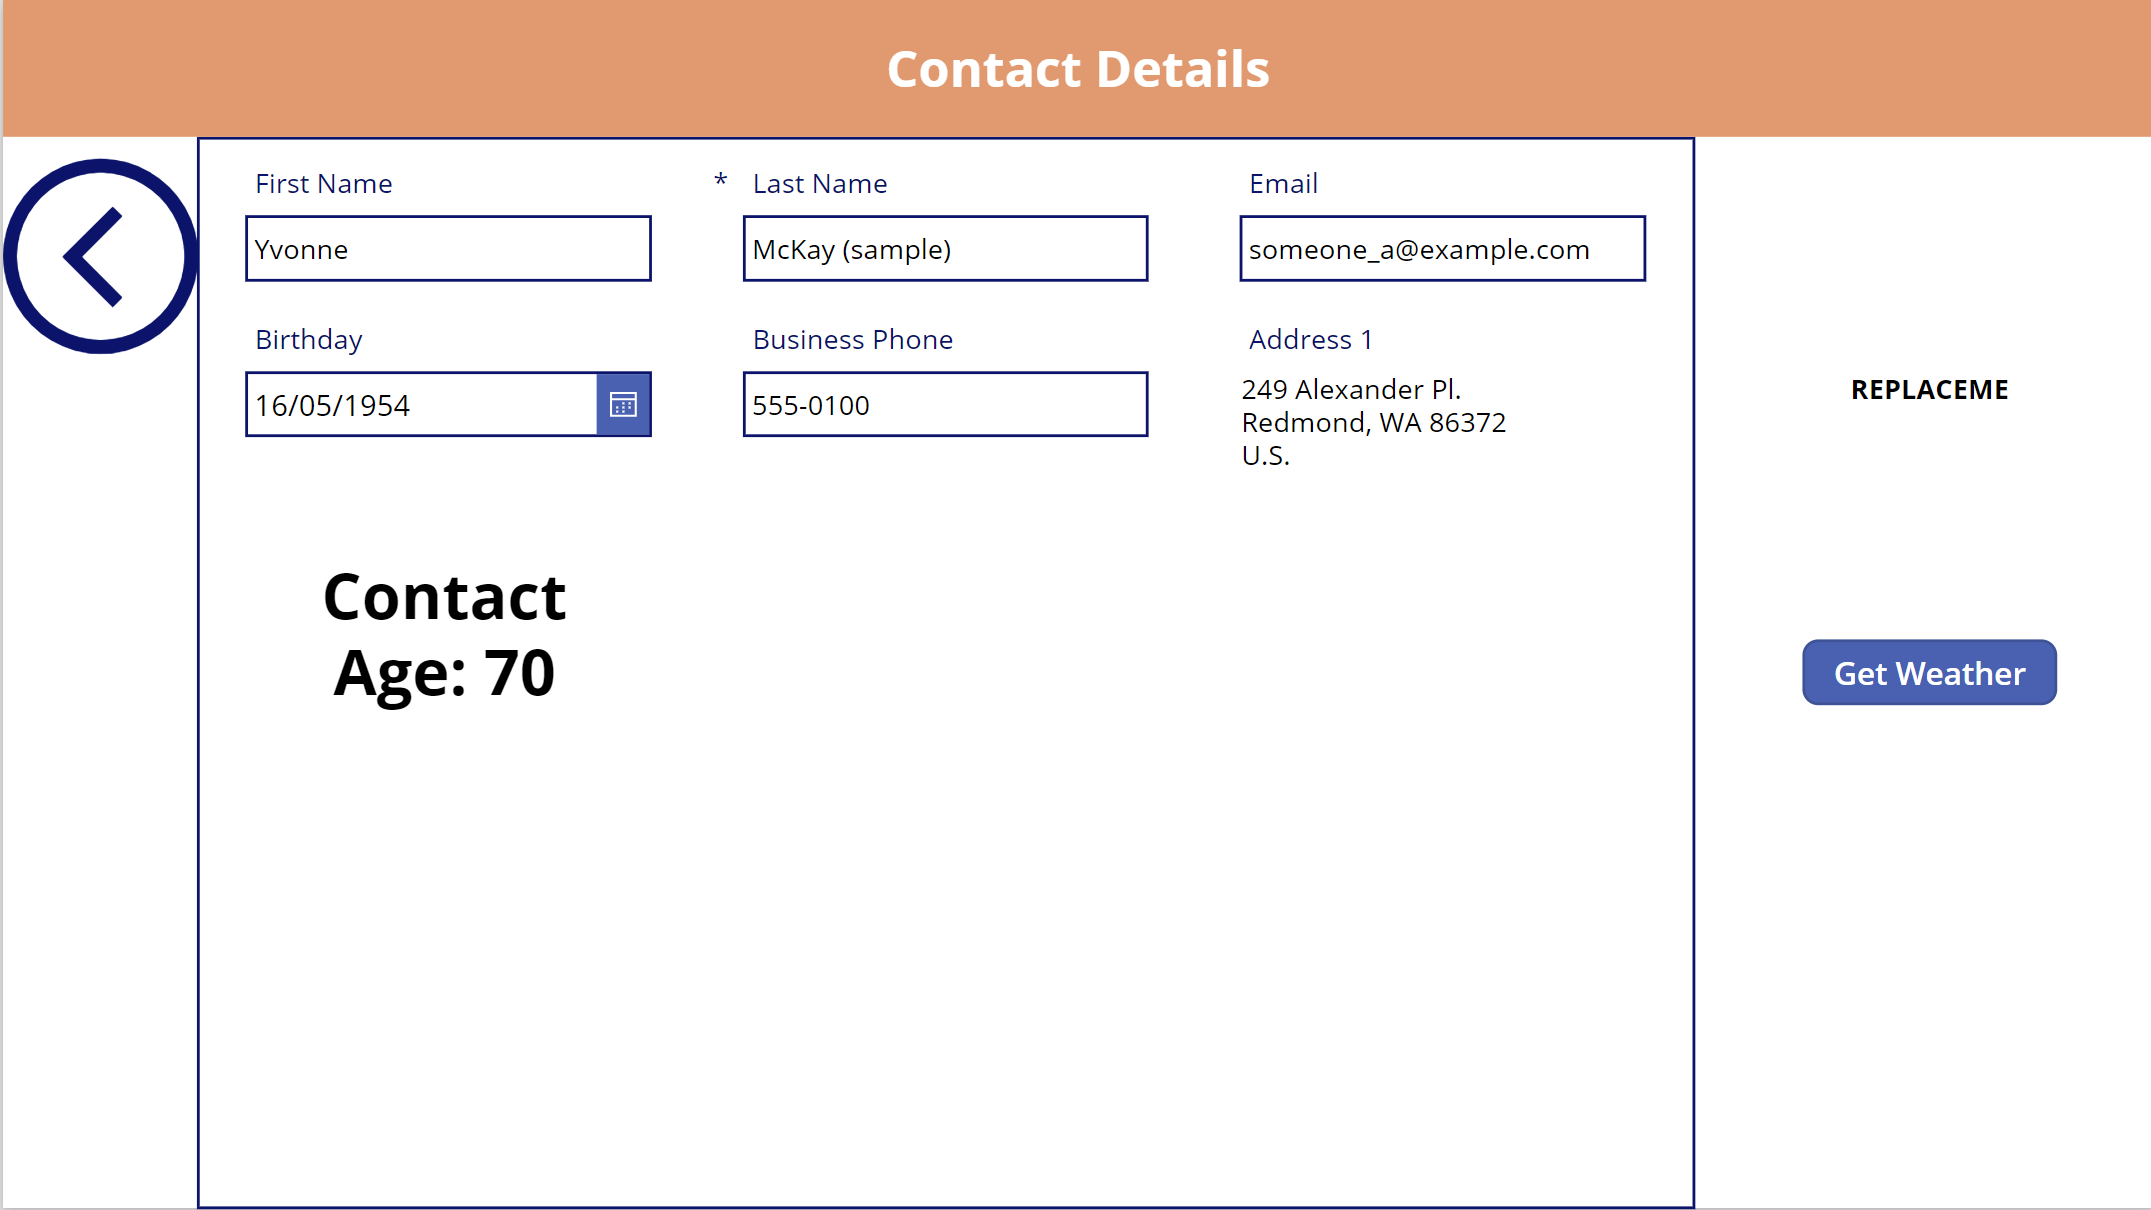 Contact Details
First Name
* Last Name
Email
Yvonne
McKay (sample)
someone_a@example.com
Birthday
Business Phone
Address 1
16/05/1954
555-0100
249 Alexander Pl.
Redmond, WA 86372
U.S.
REPLACEME
Contact
Age: 70
Get Weather